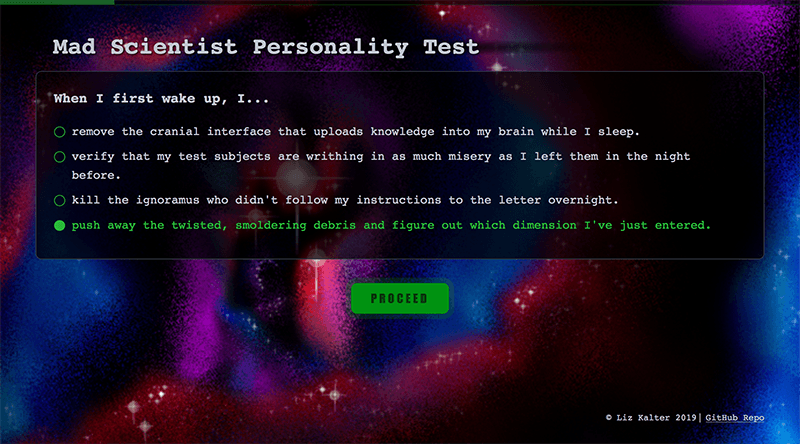 Mad Scientist Personality Test
When I first wake up, I...
remove the cranial interface that uploads knowledge into my brain while I sleep.
verify that my test subjects are writhing in as much misery as I left them in the night
before.
kill the ignoramus who didn't follow my instructions to the letter overnight.
push away the twisted, smoldering debris and figure out which dimension I've just entered.
PROCEED
© Liz Kalter 2019| GitHub Repo